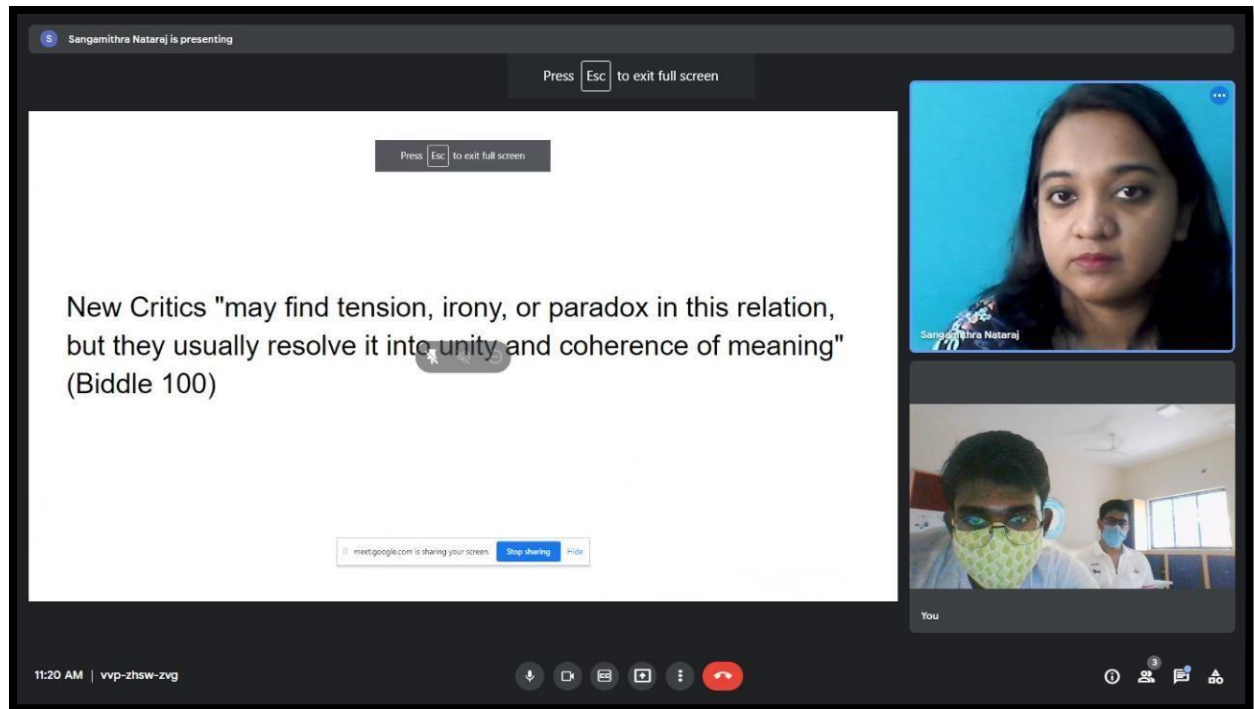 S
Sangamithra Nataraj is presenting
Press Esc to exit full screen
Press Esc to exit full screen
New Critics "may find tension, irony, or paradox in this relation,
but they usually resolve it into unity and coherence of meaning"
(Biddle 100)
meet.google.com is sharing your screen.
Stop sharing
Hide
Sangamithra Nataraj
You
11:20 AM | vvp-zhsw-zvg
CC
3